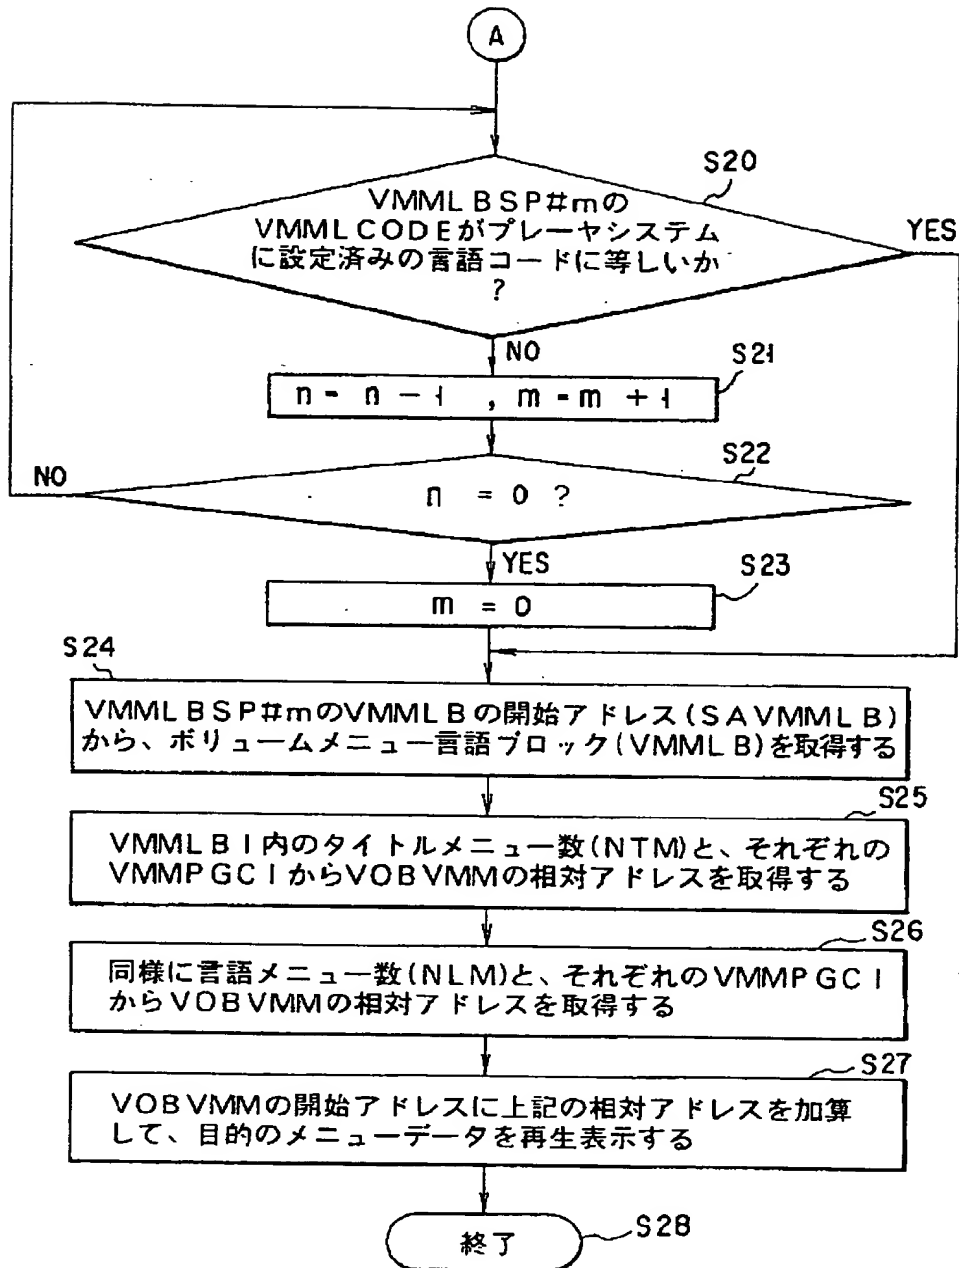 A
S20
VMMLBSP#mの
VMMLCODEがプレーヤシステム
に設定済みの言語コードに等しいか
?
YES
NO
S21
n = n - 1 , m = m + 1
S22
NO
n = 0 ?
YES
S23
m = 0
S24
VMMLBSP#mのVMMLBの開始アドレス(SAVMMLB)
から、ボリュームメニュー言語ブロック(VMMLB)を取得する
S25
VMMLBI内のタイトルメニュー数(NTM)と、それぞれの
VMMPGCIからVOBVMMの相対アドレスを取得する
S26
同様に言語メニュー数(NLM)と、それぞれのVMMPGCI
からVOBVMMの相対アドレスを取得する
S27
VOBVMMの開始アドレスに上記の相対アドレスを加算
して、目的のメニューデータを再生表示する
終了
S28